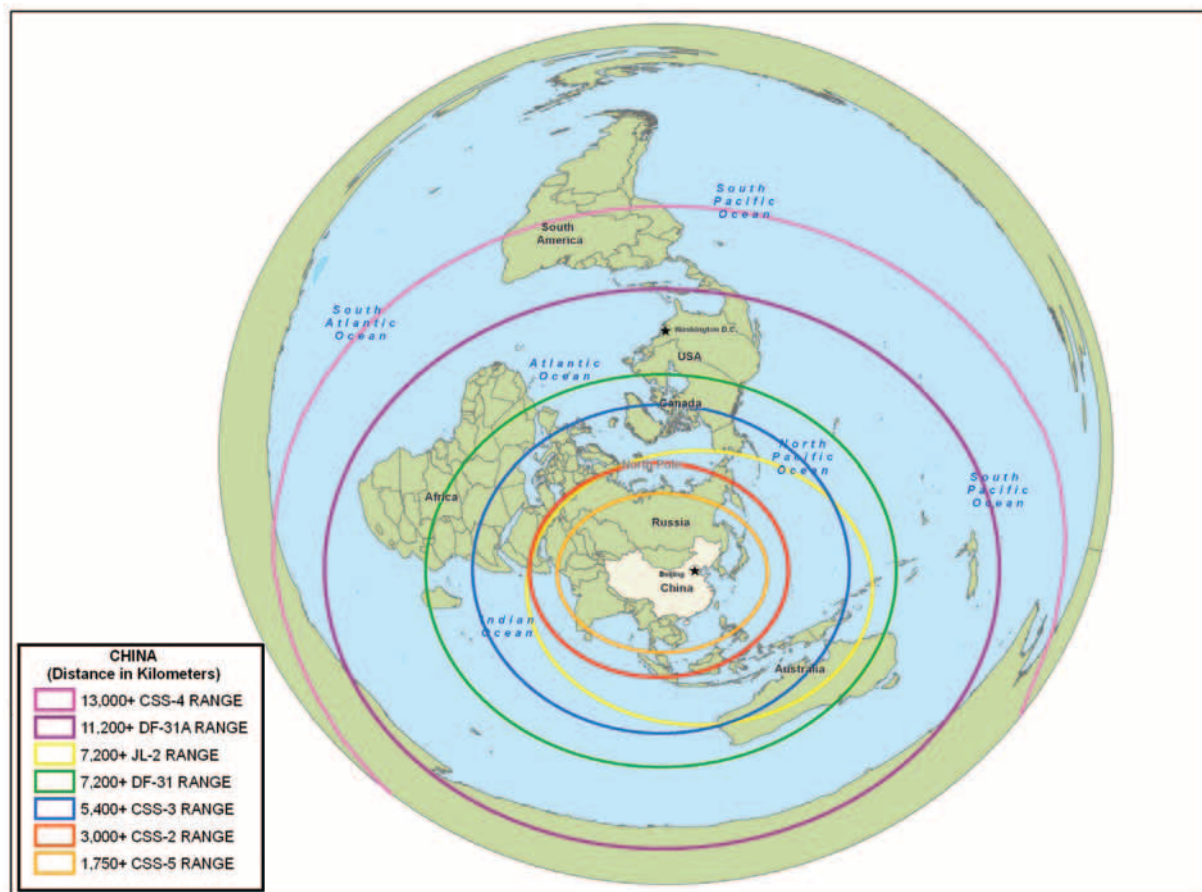 South
Pacific
Ocean
South
America
South
Atlantic
Ocean
Washington D.C.
USA
Atlantic
Ocean
Canada
North
Pacific
Ocean
North Pole
South
Pacific
Ocean
Africa
Russia
Beijing
China
Indian
Ocean
Australia
CHINA
(Distance in Kilometers)
13,000+ CSS-4 RANGE
11,200+ DF-31A RANGE
7,200+ JL-2 RANGE
7,200+ DF-31 RANGE
5,400+ CSS-3 RANGE
3,000+ CSS-2 RANGE
1,750+ CSS-5 RANGE